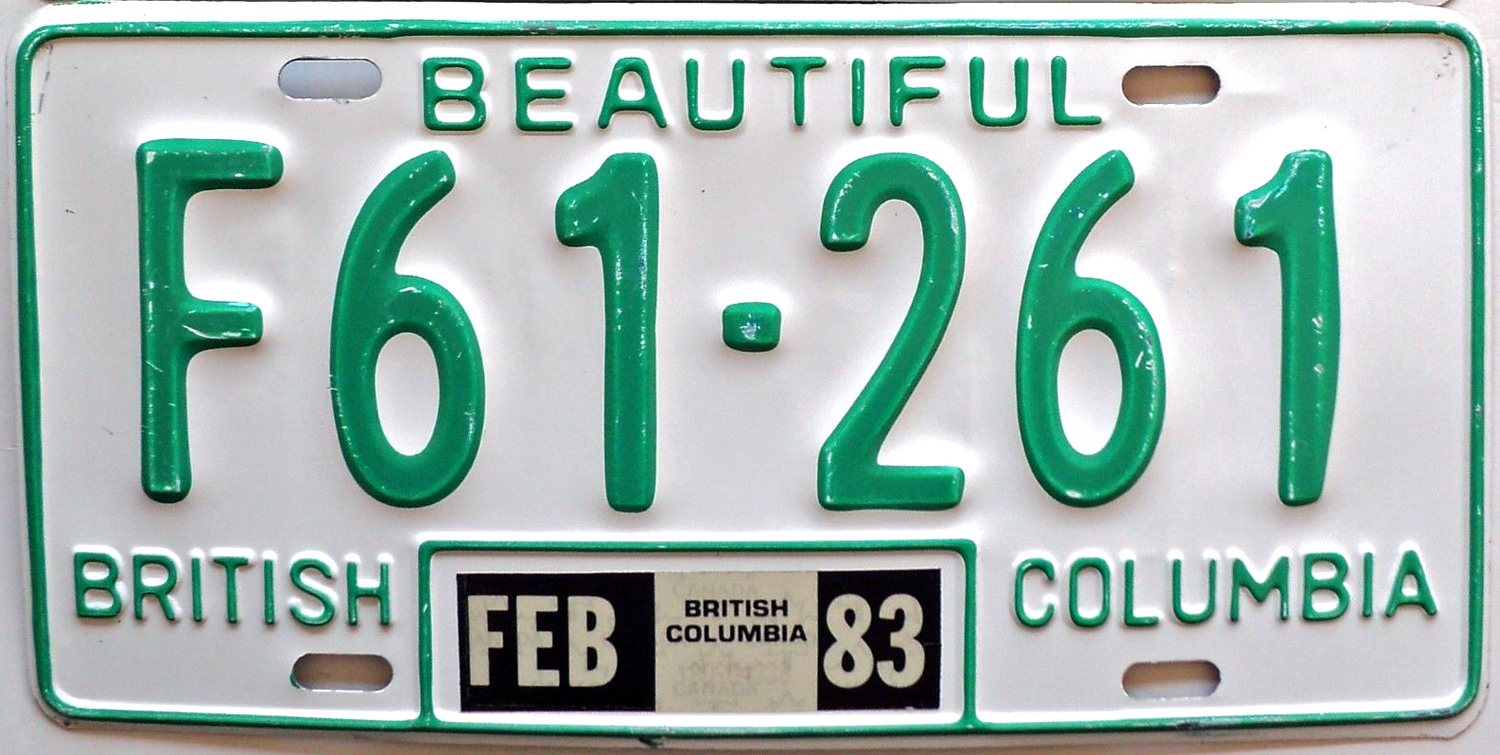 BEAUTIFUL
F61-261
BRITISH COLUMBIA
FEB BRITISH COLUMBIA 83